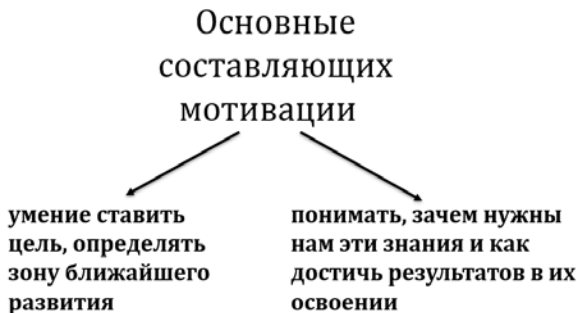 Основные
составляющих
мотивации
умение ставить
цель, определять
зону ближайшего
развития
понимать, зачем нужны
нам эти знания и как
достичь результатов в их
освоении